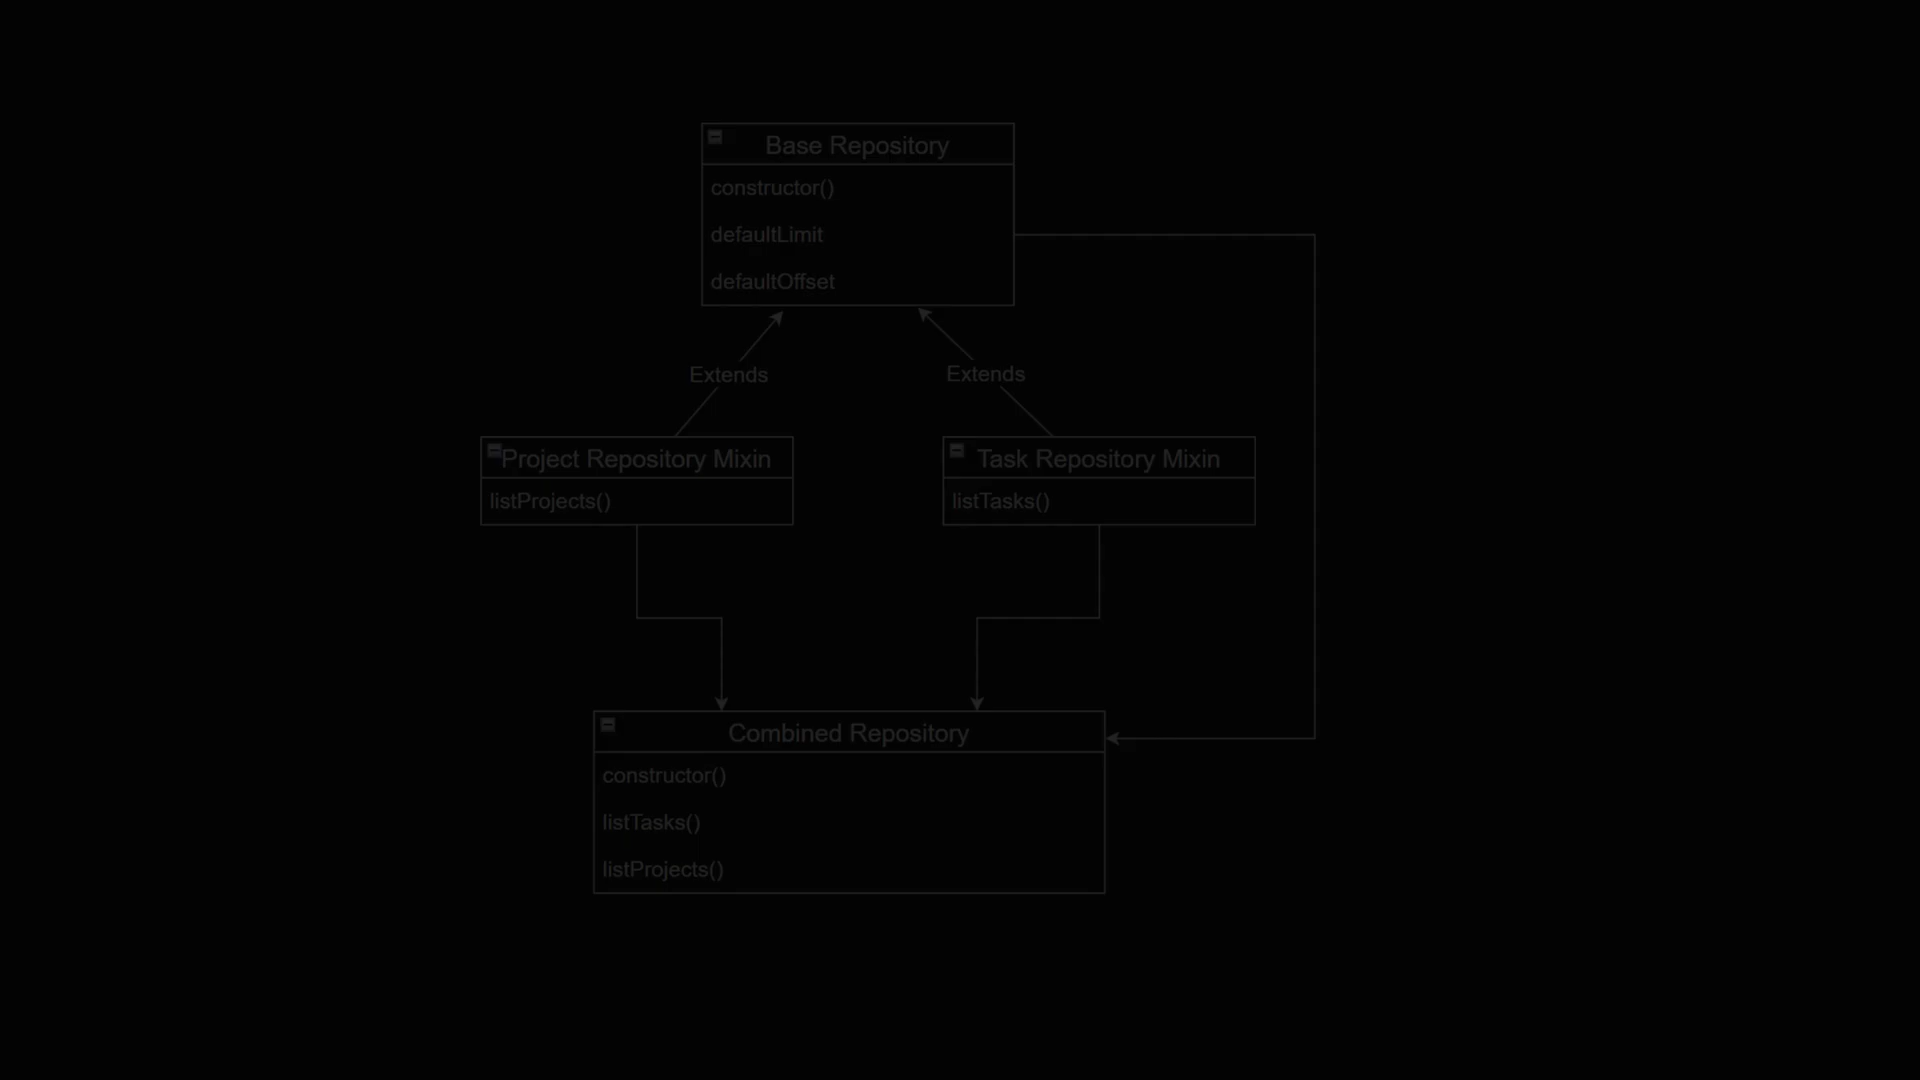 Base Repository
constructor()
defaultLimit
defaultOffset
Extends
Extends
Project Repository Mixin
listProjects()
Task Repository Mixin
listTasks()
Combined Repository
constructor()
listTasks()
listProjects()